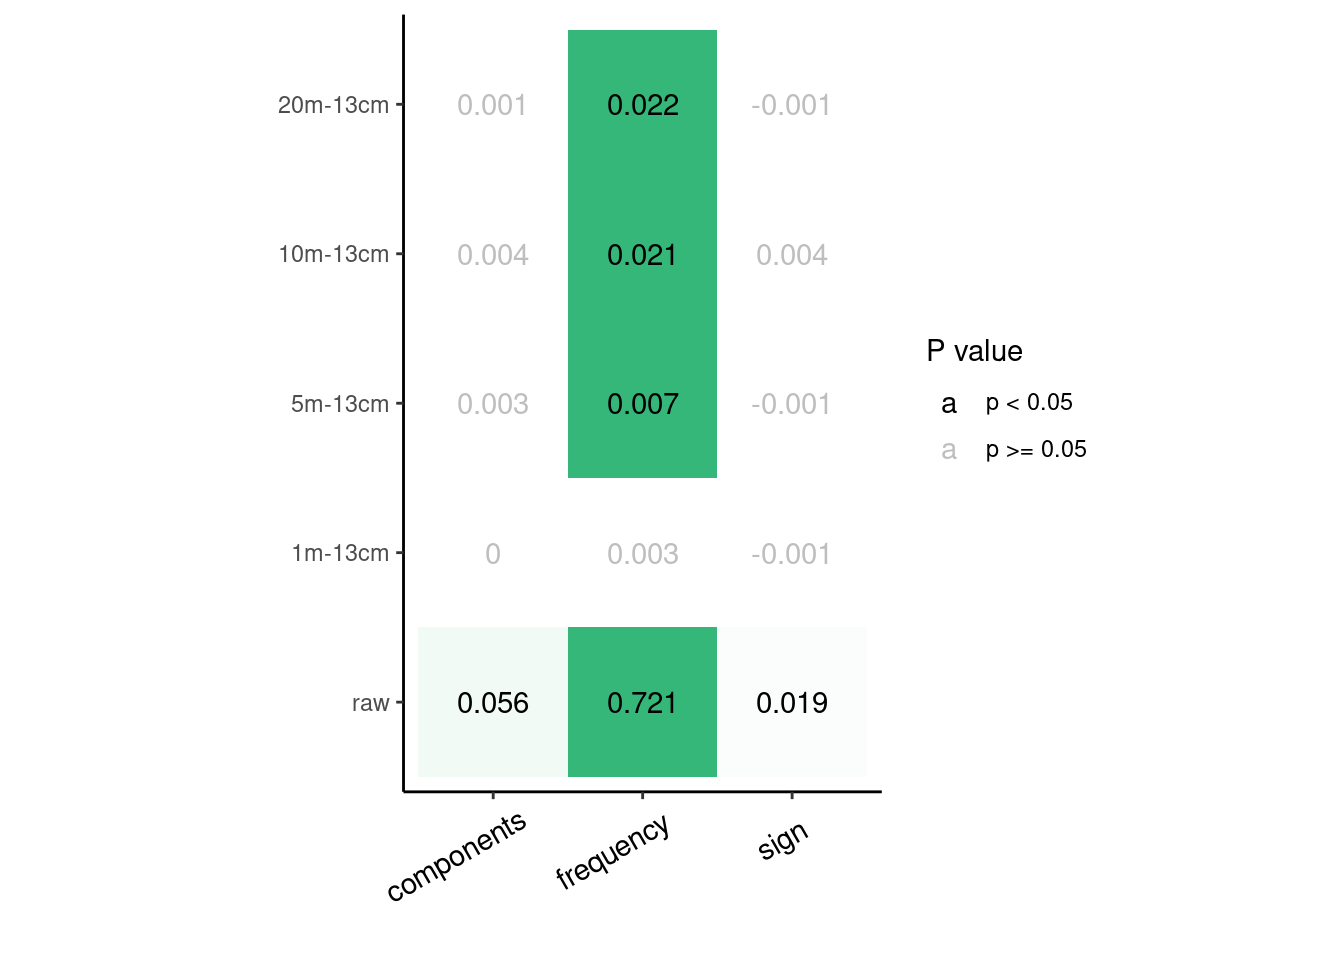 20m-13cm 0.001 0.022 -0.001
10m-13cm 0.004 0.021 0.004
5m-13cm 0.003 0.007 -0.001
1m-13cm 0 0.003 -0.001
raw 0.056 0.721 0.019
components frequency sign
P value
a p < 0.05
a p >= 0.05